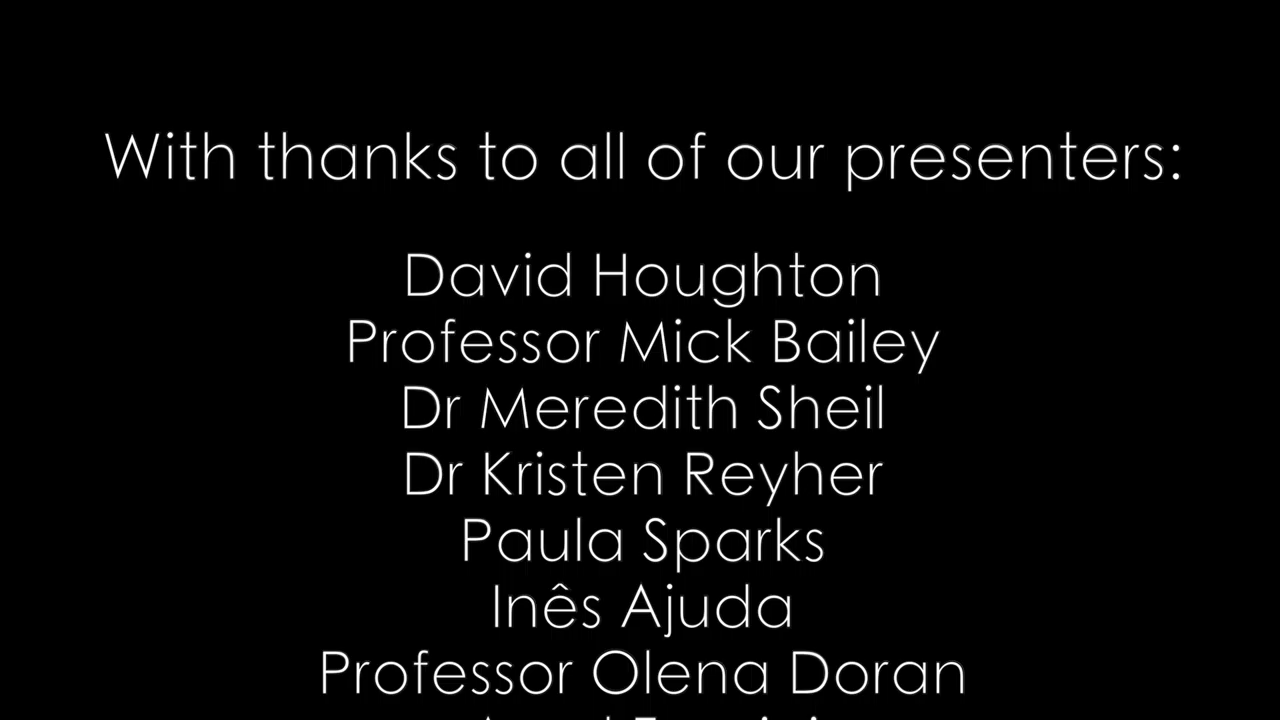 With thanks to all of our presenters:
David Houghton
Professor Mick Bailey
Dr Meredith Sheil
Dr Kristen Reyher
Paula Sparks
Inês Ajuda
Professor Olena Doran